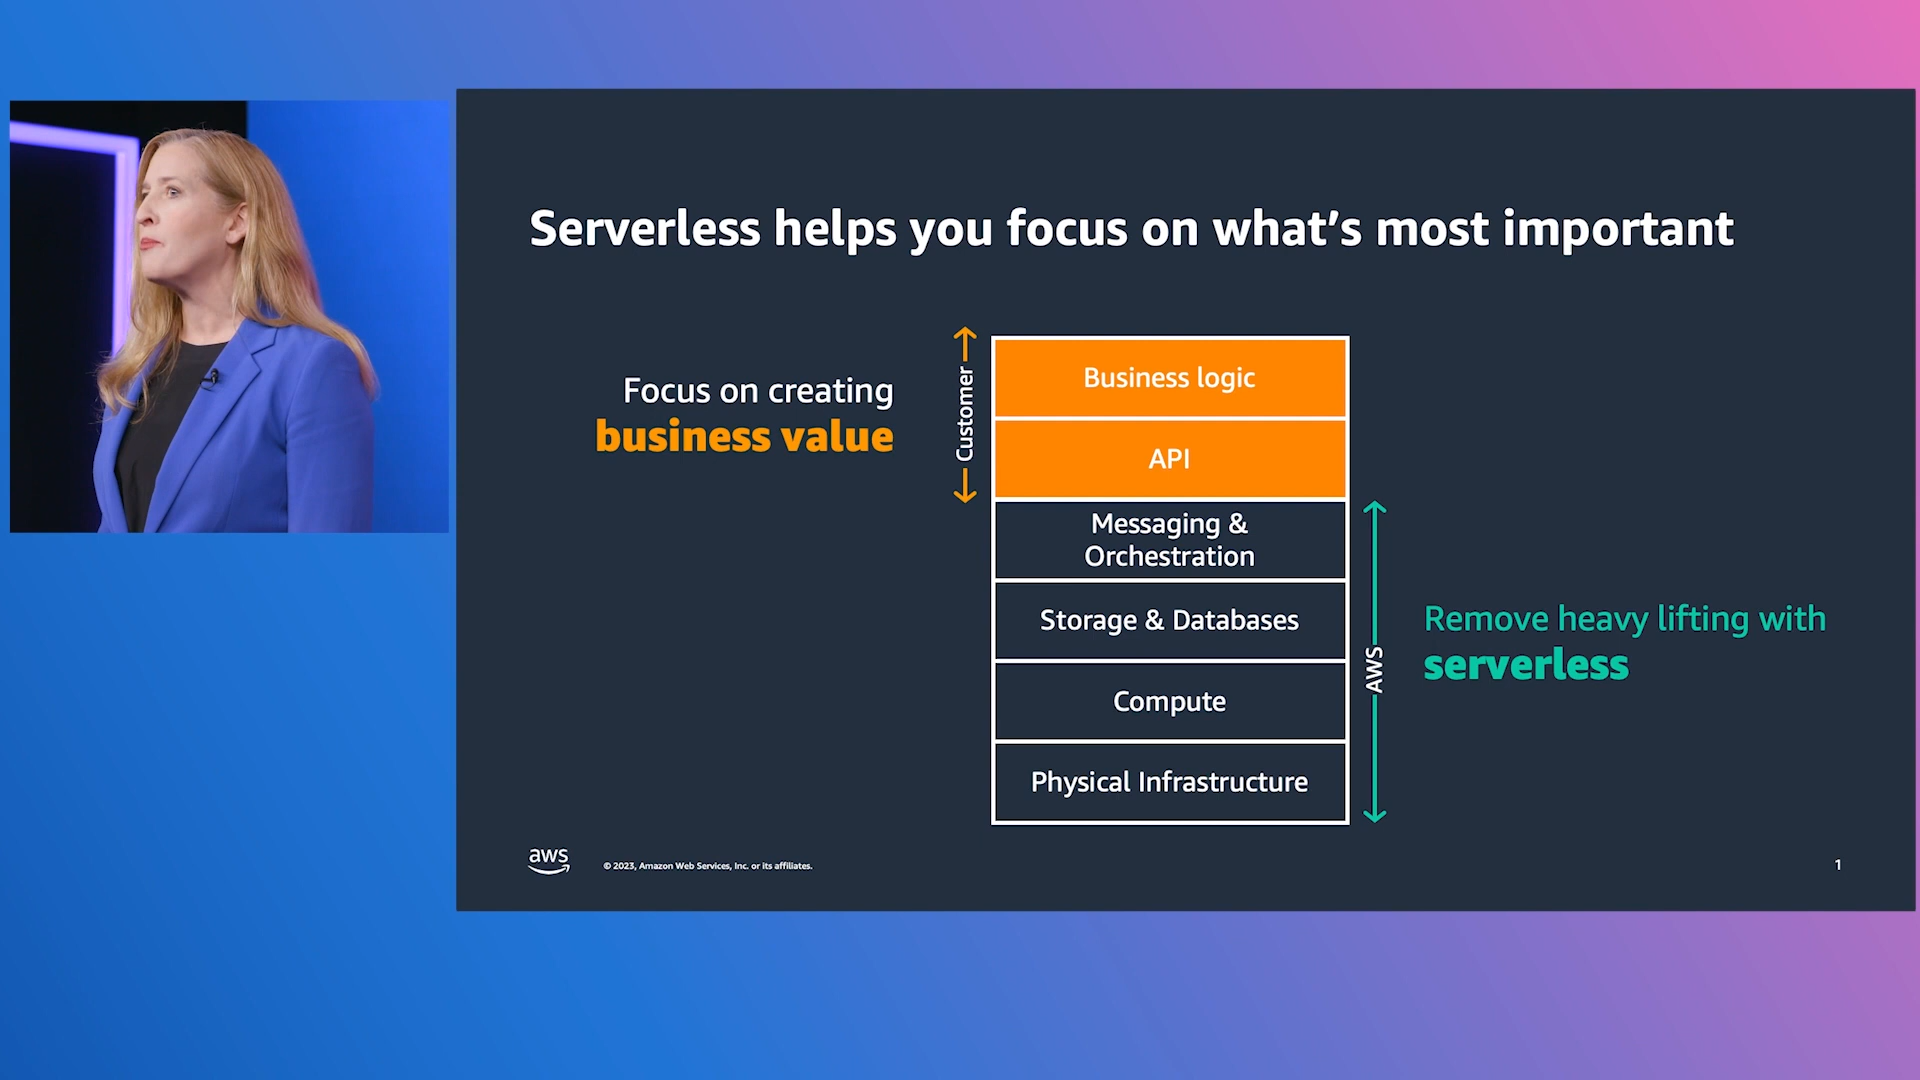 Serverless helps you focus on what's most important
Focus on creating
business value
Customer
Business logic
API
Messaging &
Orchestration
Storage & Databases
Compute
Physical Infrastructure
AWS
Remove heavy lifting with
serverless
aws
© 2023, Amazon Web Services, Inc. or its affiliates.
1